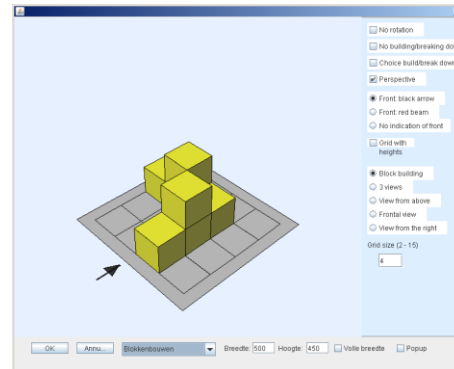 No rotation
No building/breaking do
Choice build/break down
Perspective
Front: black arrow
Front: red beam
No indication of front
Grid with
heights
Block building
3 views
View from above
Frontal view
View from the right
Grid size (2 - 15)
4
OK Annu... Blokkenbouwen Breedte: 500 Hoogte: 450 Volle breedte Popup